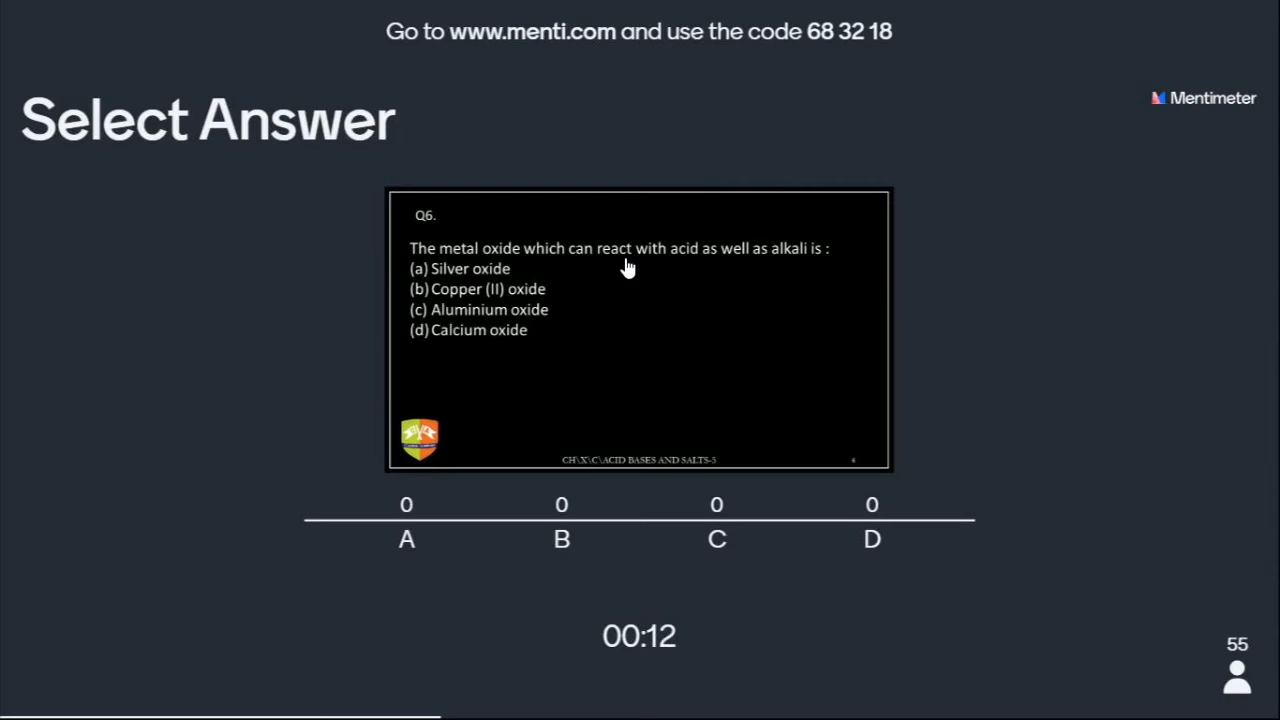 Go to www.menti.com and use the code 68 32 18
Select Answer
Mentimeter
Q6.
The metal oxide which can react with acid as well as alkali is :
(a) Silver oxide
(b) Copper (II) oxide
(c) Aluminium oxide
(d) Calcium oxide
CH\X\C\ACID BASES AND SALTS-5
6
0 0 0 0
A B C D
00:12
55